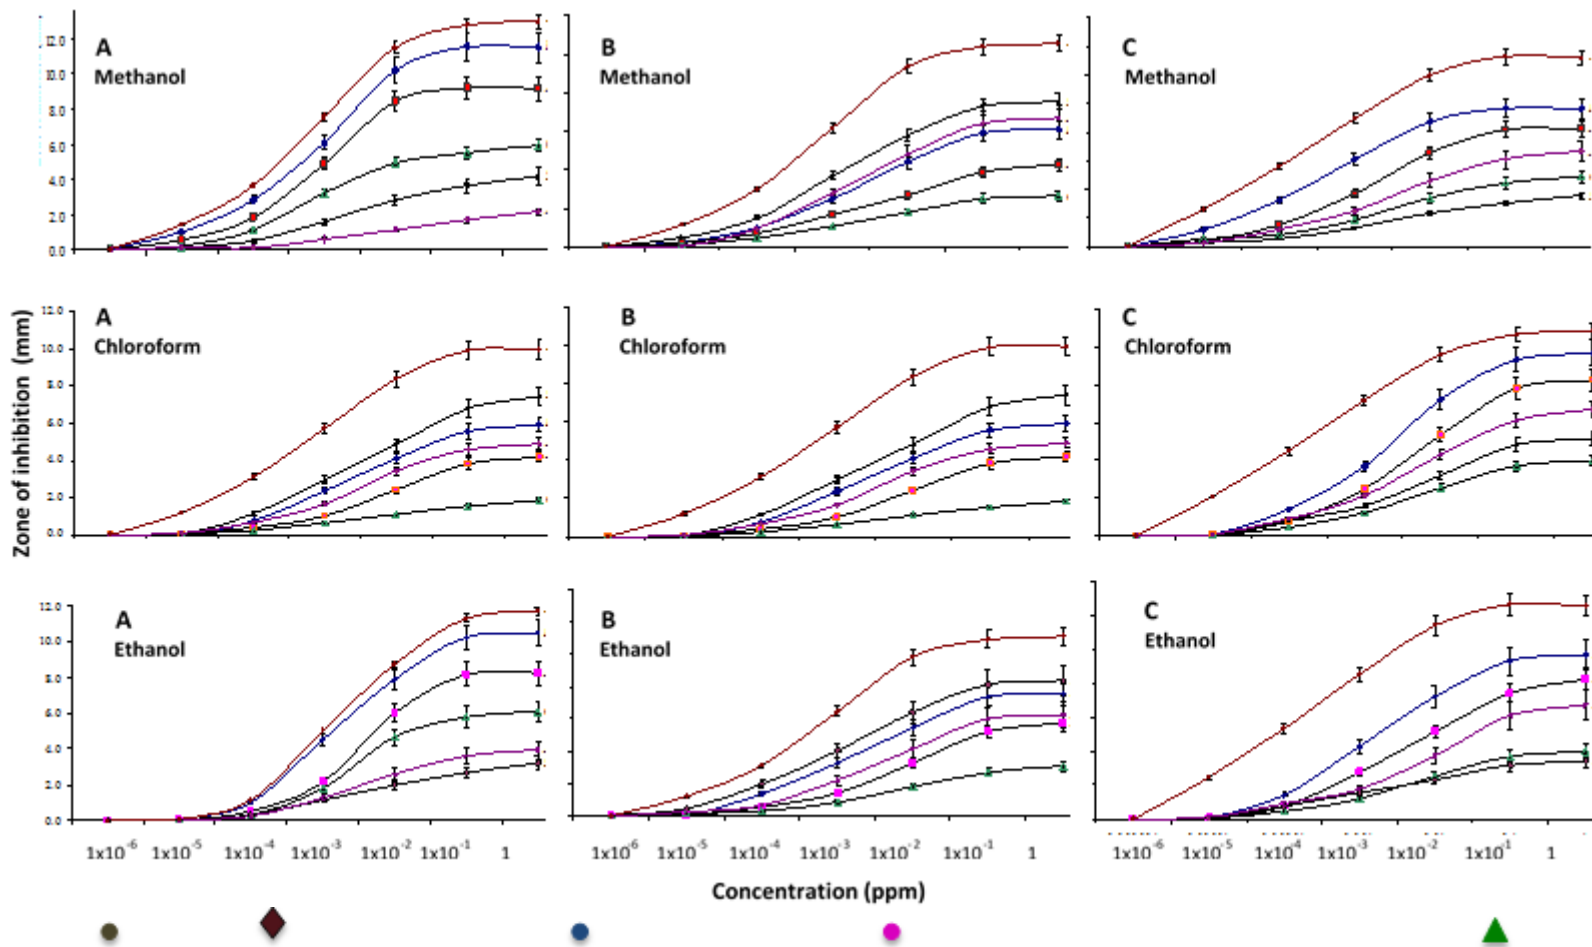 A
Methanol
B
Methanol
C
Methanol
12.0
10.0
8.0
6.0
4.0
2.0
0.0
A
Chloroform
B
Chloroform
C
Chloroform
12.0
10.0
8.0
6.0
4.0
2.0
0.0
Zone of inhibition (mm)
A
Ethanol
B
Ethanol
C
Ethanol
12.0
10.0
8.0
6.0
4.0
2.0
0.0
1x10⁻⁶ 1x10⁻⁵ 1x10⁻⁴ 1x10⁻³ 1x10⁻² 1x10⁻¹ 1
1x10⁻⁶ 1x10⁻⁵ 1x10⁻⁴ 1x10⁻³ 1x10⁻² 1x10⁻¹ 1
1x10⁻⁶ 1x10⁻⁵ 1x10⁻⁴ 1x10⁻³ 1x10⁻² 1x10⁻¹ 1
Concentration (ppm)